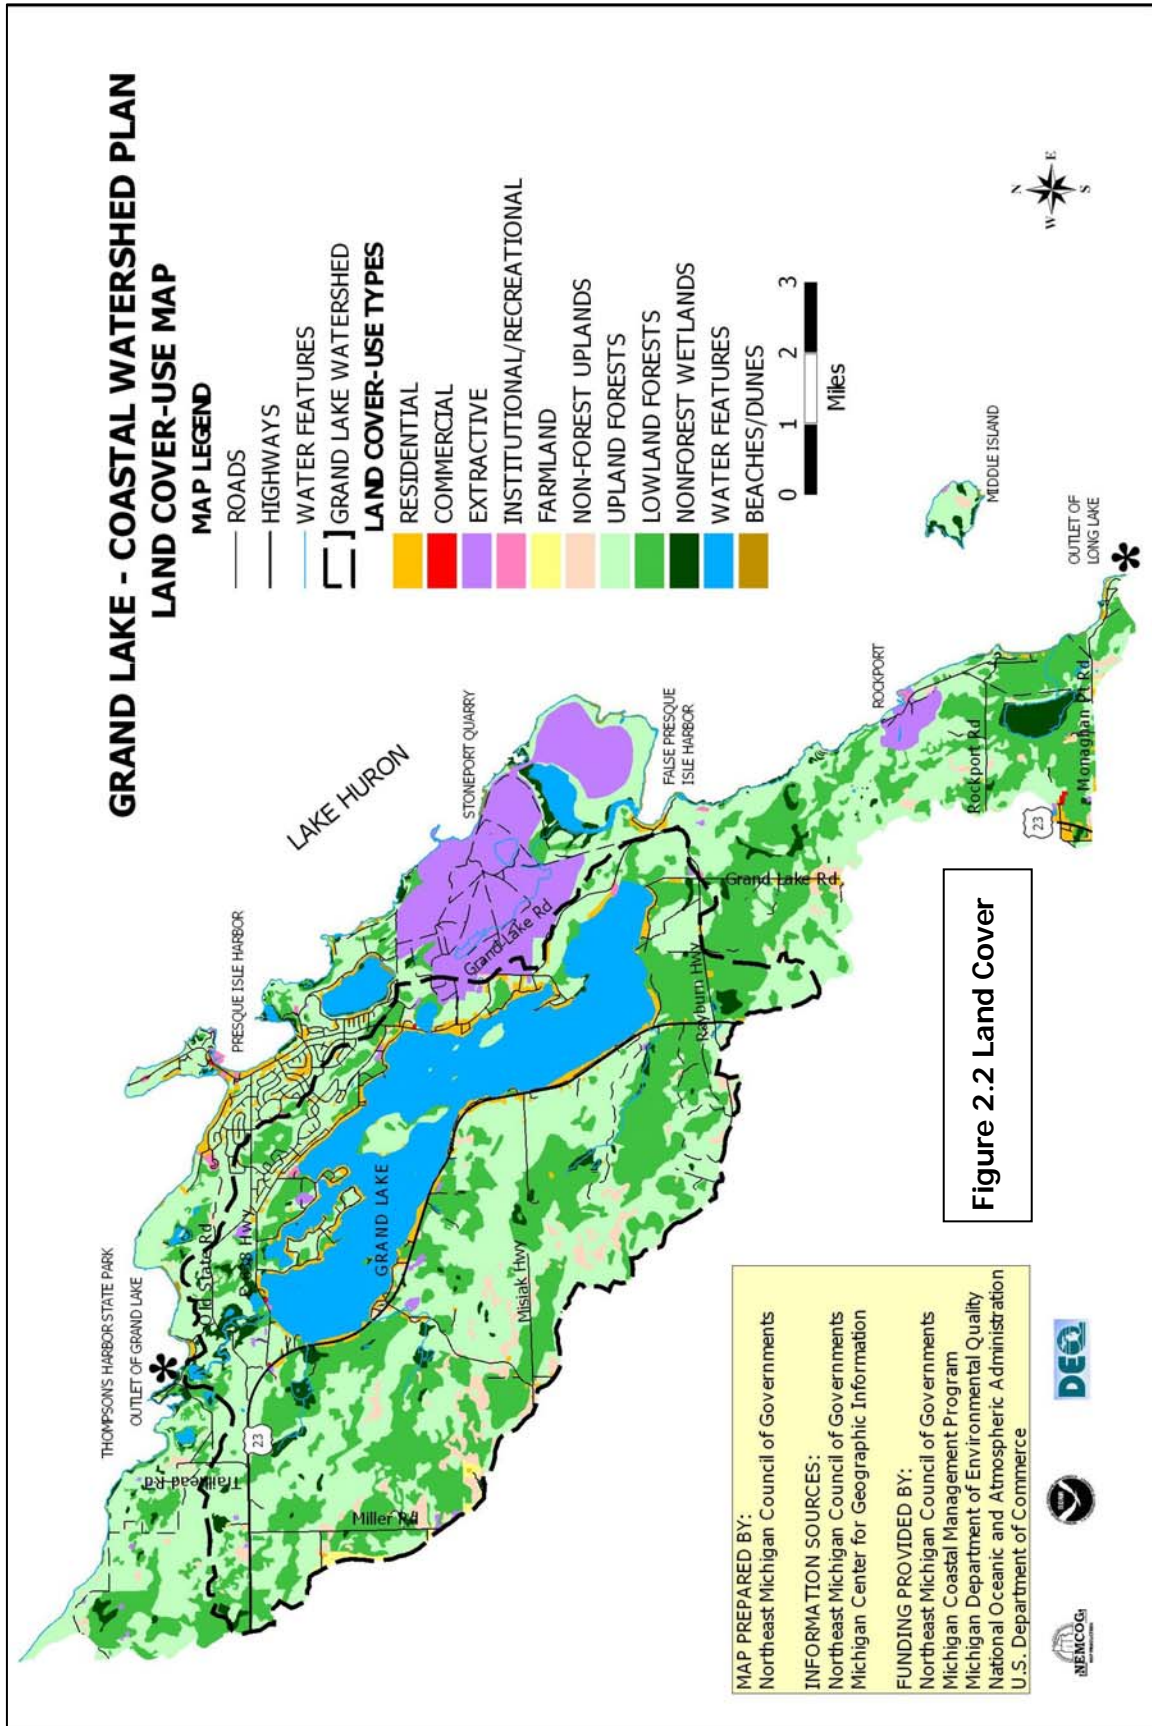 GRAND LAKE - COASTAL WATERSHED PLAN
LAND COVER-USE MAP
MAP LEGEND
ROADS
HIGHWAYS
WATER FEATURES
GRAND LAKE WATERSHED
LAND COVER-USE TYPES
RESIDENTIAL
COMMERCIAL
EXTRACTIVE
INSTITUTIONAL/RECREATIONAL
FARMLAND
NON-FOREST UPLANDS
UPLAND FORESTS
LOWLAND FORESTS
NONFOREST WETLANDS
WATER FEATURES
BEACHES/DUNES
0 1 2 3
Miles
N
W E
S
THOMPSON'S HARBOR STATE PARK
OUTLET OF GRAND LAKE
*
PRESQUE ISLE HARBOR
LAKE HURON
STONEPORT QUARRY
FALSE PRESQUE
ISLE HARBOR
ROCKPORT
MIDDLE ISLAND
OUTLET OF
LONG LAKE
*
Trailhead Rd
Old State Rd
23
Miller Rd
GRAND LAKE
Misiak Hwy
Grand Lake Rd
Rayburn Hwy
Grand Lake Rd
Rockport Rd
23
Monaghan Pt Rd
MAP PREPARED BY:
Northeast Michigan Council of Governments
INFORMATION SOURCES:
Northeast Michigan Council of Governments
Michigan Center for Geographic Information
FUNDING PROVIDED BY:
Northeast Michigan Council of Governments
Michigan Coastal Management Program
Michigan Department of Environmental Quality
National Oceanic and Atmospheric Administration
U.S. Department of Commerce
NEMCOG
DEQ
Figure 2.2 Land Cover